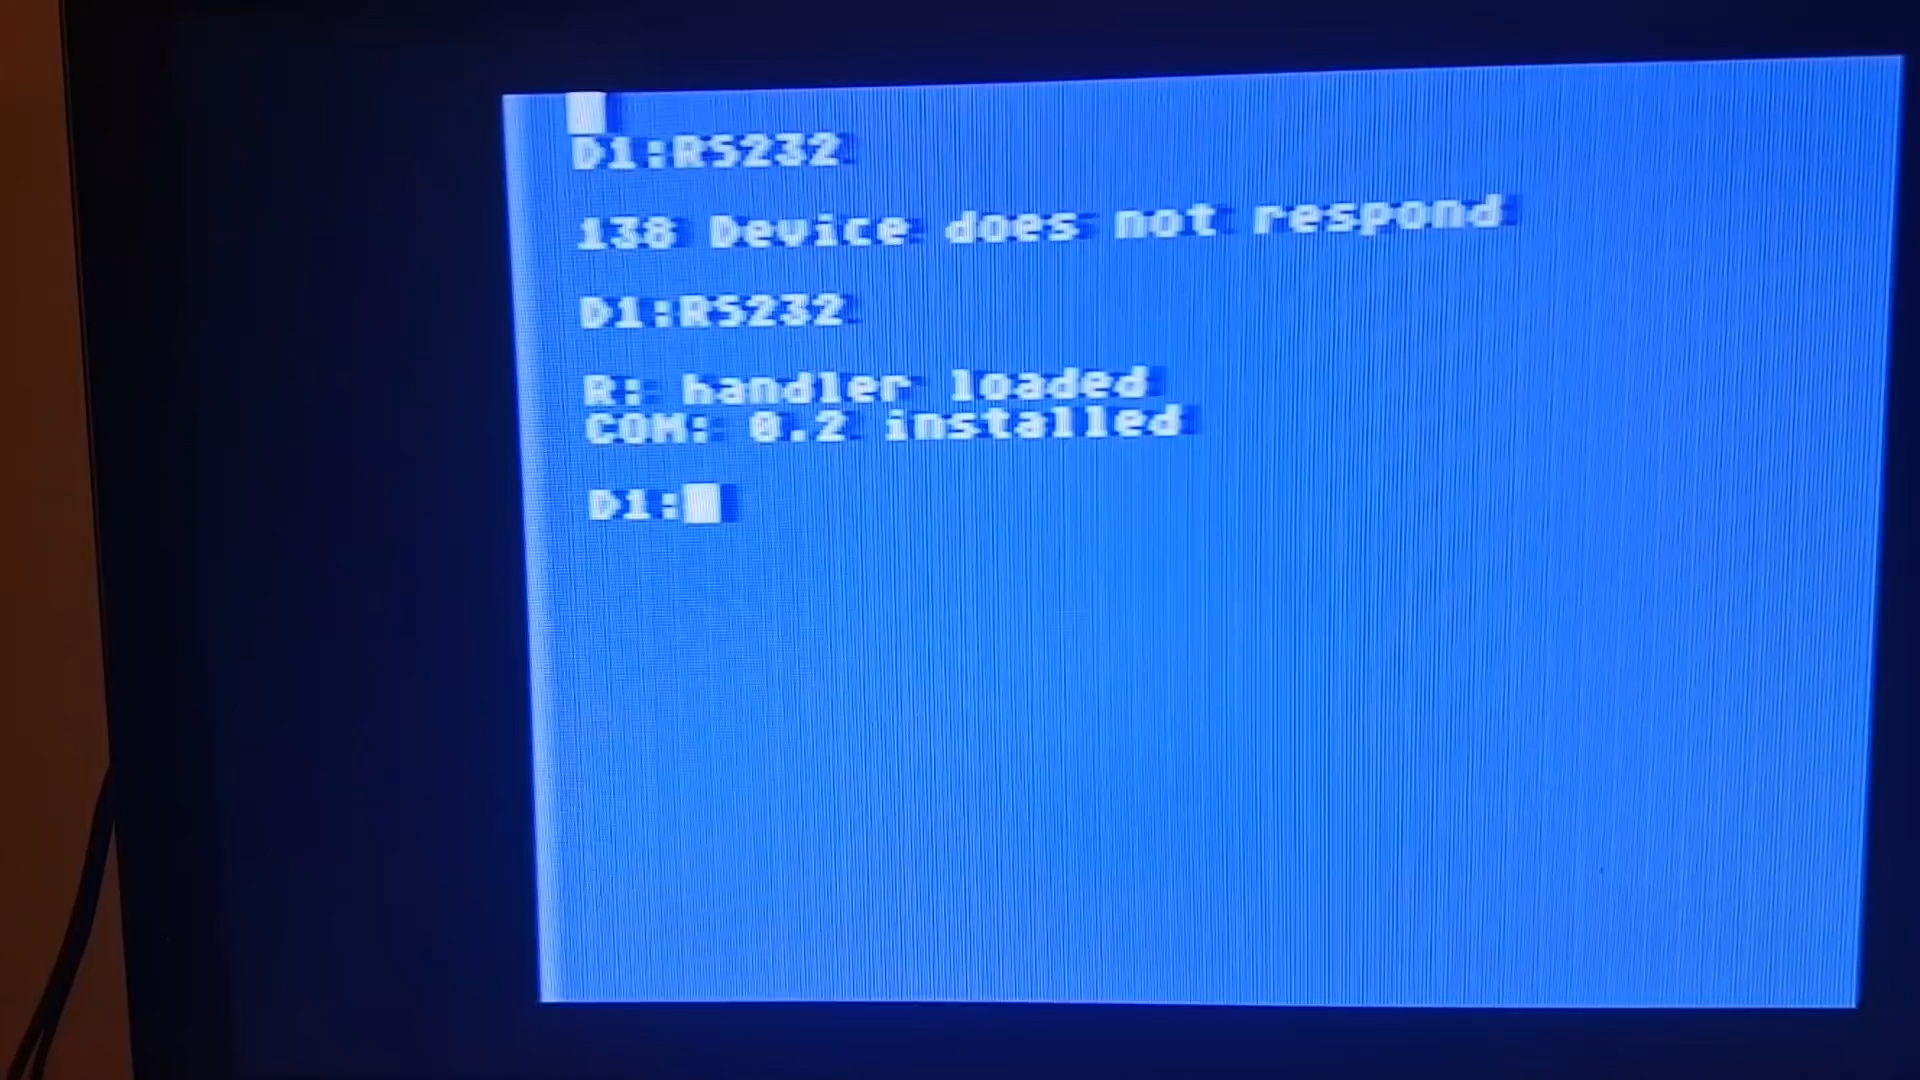 D1:RS232
138 Device does not respond
D1:RS232
R: handler loaded
COM: 0.2 installed
D1: